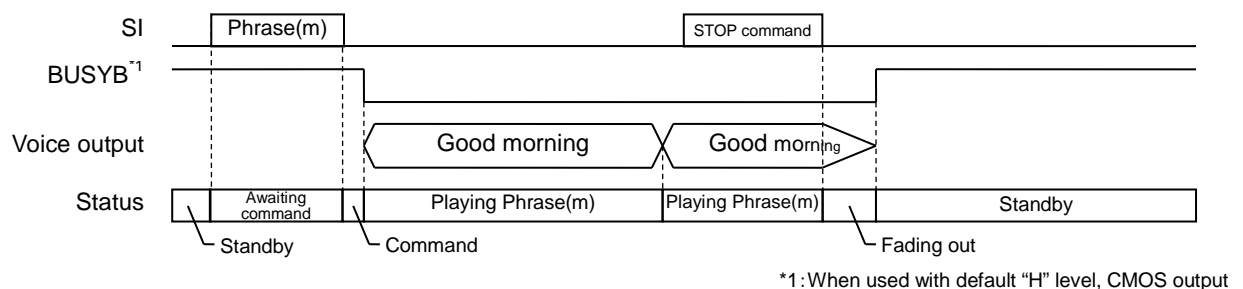 SI
Phrase(m)
STOP command
BUSYB*1
Voice output
Good morning
Good morning
Status
Awaiting
command
Playing Phrase(m)
Playing Phrase(m)
Standby
Standby
Command
Fading out
*1:When used with default “H” level, CMOS output